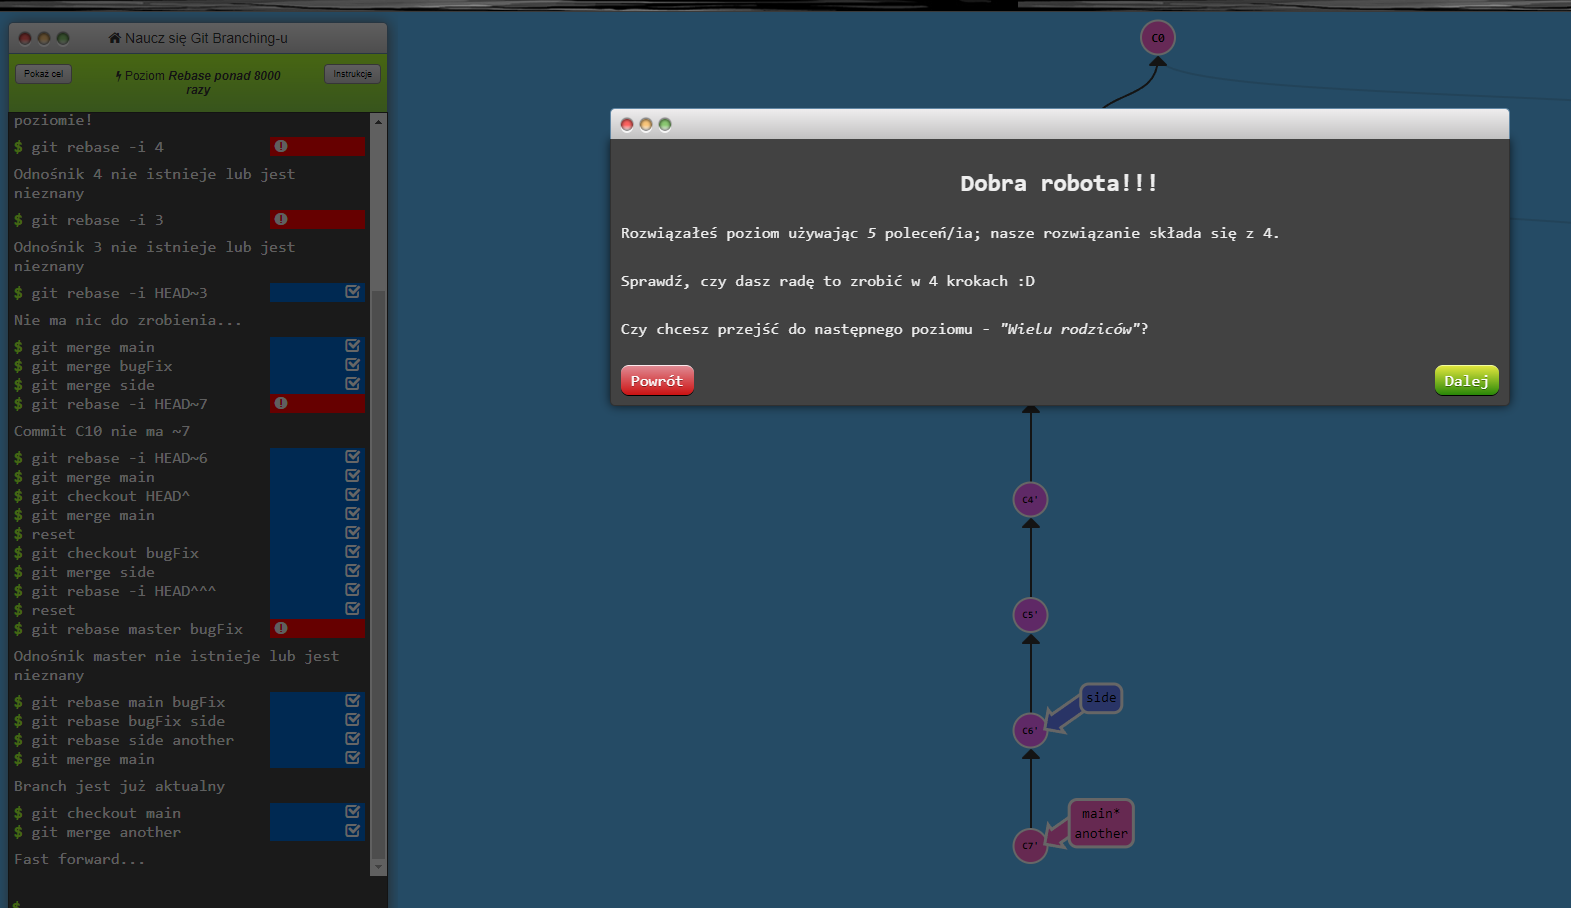 Naucz się Git Branching-u
Pokaż cel
Poziom Rebase ponad 8000
razy
Instrukcje
poziomie!
$ git rebase -i 4
Odnośnik 4 nie istnieje lub jest
nieznany
$ git rebase -i 3
Odnośnik 3 nie istnieje lub jest
nieznany
$ git rebase -i HEAD~3
Nie ma nic do zrobienia...
$ git merge main
$ git merge bugFix
$ git merge side
$ git rebase -i HEAD~7
Commit C10 nie ma ~7
$ git rebase -i HEAD~6
$ git merge main
$ git checkout HEAD^
$ git merge main
$ reset
$ git checkout bugFix
$ git merge side
$ git rebase -i HEAD^^^
$ reset
$ git rebase master bugFix
Odnośnik master nie istnieje lub jest
nieznany
$ git rebase main bugFix
$ git rebase bugFix side
$ git rebase side another
$ git merge main
Branch jest już aktualny
$ git checkout main
$ git merge another
Fast forward...
$
C0
Dobra robota!!!
Rozwiązałeś poziom używając 5 poleceń/ia; nasze rozwiązanie składa się z 4.
Sprawdź, czy dasz radę to zrobić w 4 krokach :D
Czy chcesz przejść do następnego poziomu - "Wielu rodziców"?
Powrót
Dalej
C4'
C5'
side
C6'
main*
another
C7'